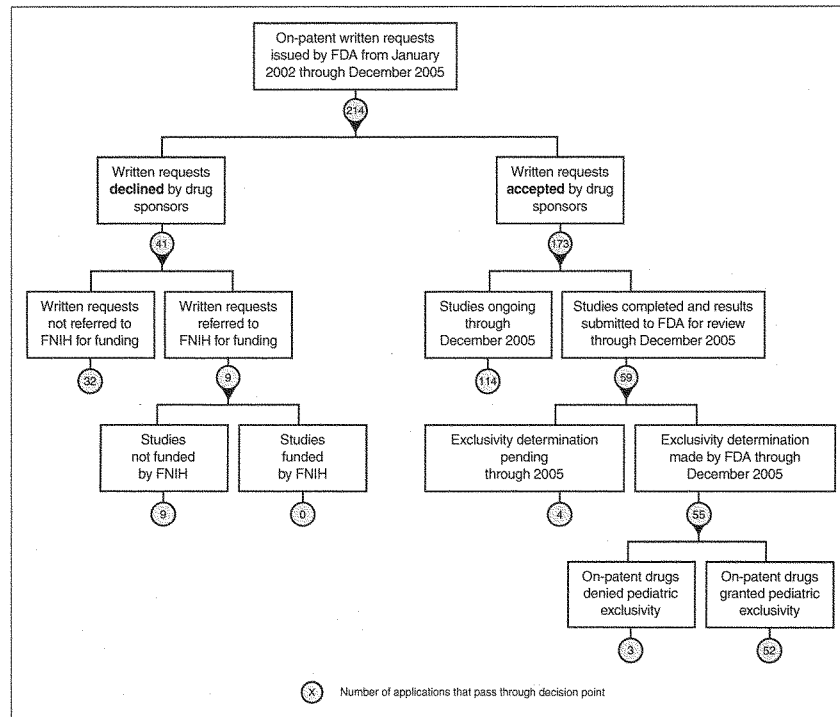 On-patent written requests
issued by FDA from January
2002 through December 2005
214
Written requests
declined by drug
sponsors
Written requests
accepted by drug
sponsors
41
173
Written requests
not referred to
FNIH for funding
Written requests
referred to
FNIH for funding
Studies ongoing
through
December 2005
Studies completed and results
submitted to FDA for review
through December 2005
32
9
114
59
Studies
not funded
by FNIH
Studies
funded
by FNIH
Exclusivity determination
pending
through 2005
Exclusivity determination
made by FDA through
December 2005
9
0
4
55
On-patent drugs
denied pediatric
exclusivity
On-patent drugs
granted pediatric
exclusivity
3
52
X Number of applications that pass through decision point